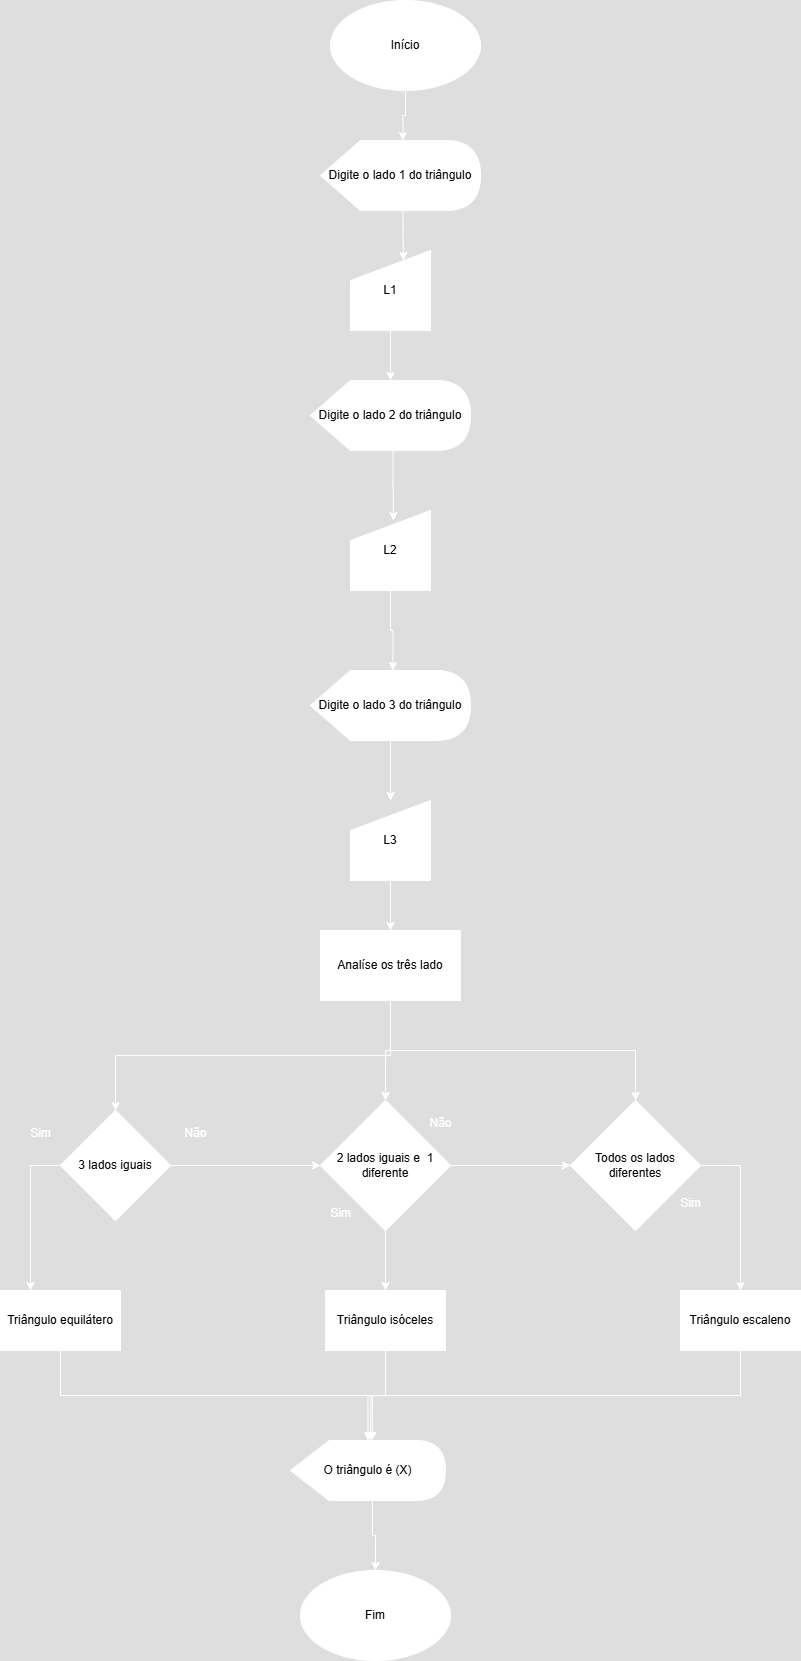 Início
Digite o lado 1 do triângulo
L1
Digite o lado 2 do triângulo
L2
Digite o lado 3 do triângulo
L3
Analíse os três lado
Sim
Não
Não
3 lados iguais
2 lados iguais e 1
diferente
Todos os lados
diferentes
Sim
Sim
Triângulo equilátero
Triângulo isóceles
Triângulo escaleno
O triângulo é (X)
Fim